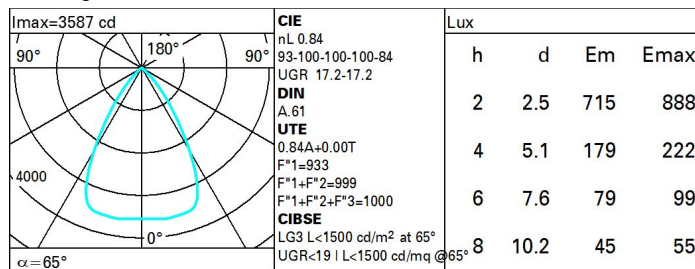 Imax=3587 cd
90° 180° 90°
4000
0°
α=65°
CIE
nL 0.84
93-100-100-100-84
UGR 17.2-17.2
DIN
A.61
UTE
0.84A+0.00T
F"1=933
F"1+F"2=999
F"1+F"2+F"3=1000
CIBSE
LG3 L<1500 cd/m² at 65°
UGR<19 | L<1500 cd/mq @65°
Lux
h d Em Emax
2 2.5 715 888
4 5.1 179 222
6 7.6 79 99
8 10.2 45 55